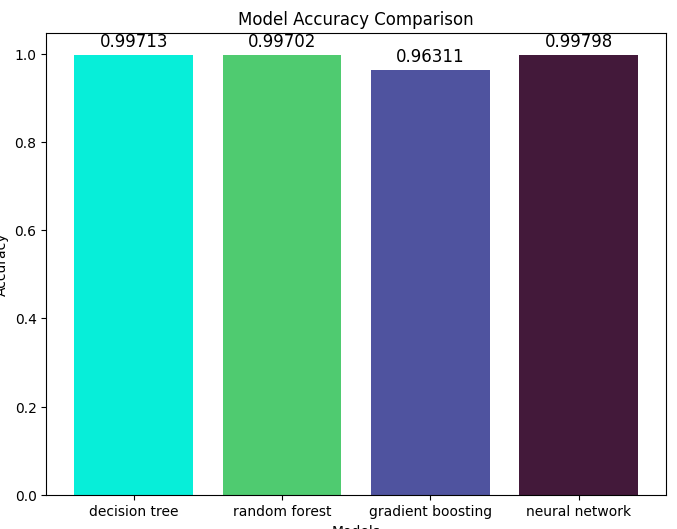 Model Accuracy Comparison
0.99713 0.99702 0.96311 0.99798
1.0
0.8
0.6
0.4
0.2
0.0
Accuracy
decision tree random forest gradient boosting neural network
Models